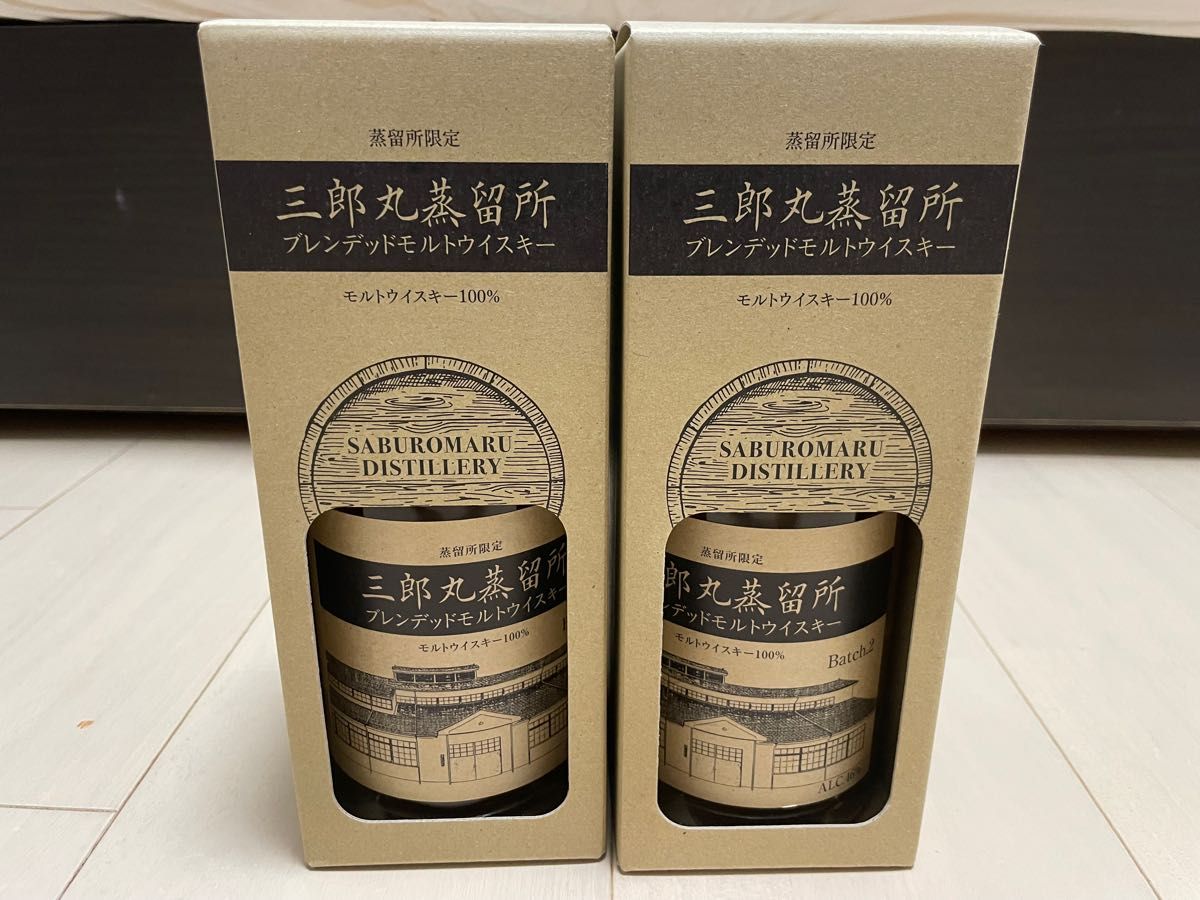 蒸留所限定
三郎丸蒸留所
ブレンデッドモルトウイスキー
モルトウイスキー100%
SABUROMARU
DISTILLERY
蒸留所限定
三郎丸蒸留所
ブレンデッドモルトウイスキー
モルトウイスキー100%
蒸留所限定
三郎丸蒸留所
ブレンデッドモルトウイスキー
モルトウイスキー100%
SABUROMARU
DISTILLERY
蒸留所限定
郎丸蒸留所
デッドモルトウイスキー
モルトウイスキー100%
Batch.2
ALC.46%